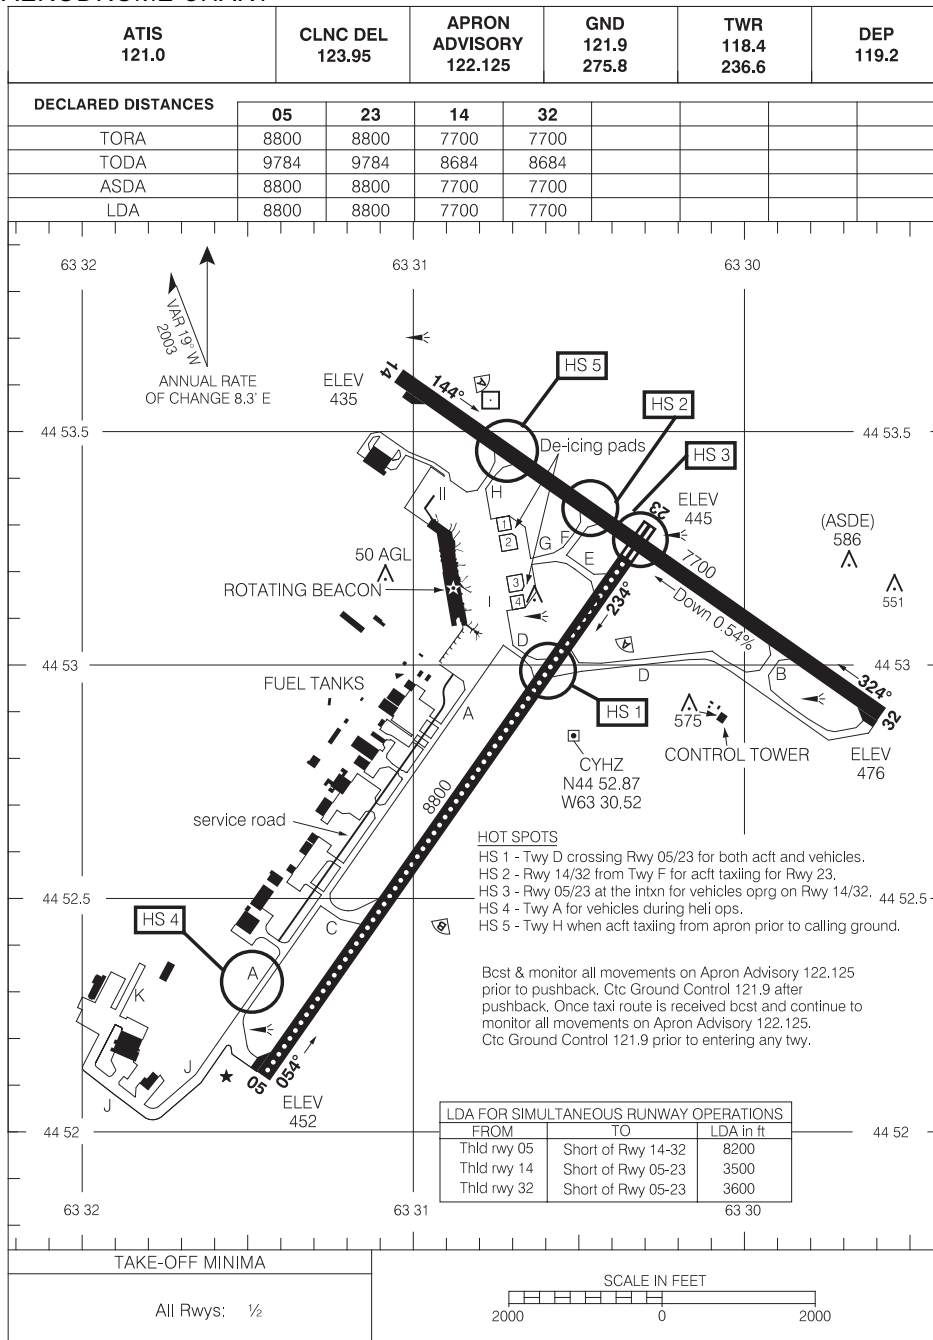 ATIS
121.0
CLNC DEL
123.95
APRON
ADVISORY
122.125
GND
121.9
275.8
TWR
118.4
236.6
DEP
119.2
DECLARED DISTANCES
05 23 14 32
TORA 8800 8800 7700 7700
TODA 9784 9784 8684 8684
ASDA 8800 8800 7700 7700
LDA 8800 8800 7700 7700
63 32 63 31 63 30
VAR 19° W
2003
ANNUAL RATE
OF CHANGE 8.3' E
ELEV
435
14
144°
A
HS 5
HS 2
HS 3
44 53.5 44 53.5
De-icing pads
II
H
1
2
3
4
G
F
E
23
ELEV
445
7700
(ASDE)
586
551
50 AGL
ROTATING BEACON
I
234°
Down 0.54%
A
D
D
44 53 44 53
B
324°
32
FUEL TANKS
A
HS 1
575
CONTROL TOWER
ELEV
476
CYHZ
N44 52.87
W63 30.52
8800
service road
HOT SPOTS
HS 1 - Twy D crossing Rwy 05/23 for both acft and vehicles.
HS 2 - Rwy 14/32 from Twy F for acft taxiing for Rwy 23.
HS 3 - Rwy 05/23 at the intxn for vehicles oprg on Rwy 14/32.
HS 4 - Twy A for vehicles during heli ops.
HS 5 - Twy H when acft taxiing from apron prior to calling ground.
44 52.5 44 52.5
HS 4
C
B
A
K
J
J
Bcst & monitor all movements on Apron Advisory 122.125
prior to pushback. Ctc Ground Control 121.9 after
pushback. Once taxi route is received bcst and continue to
monitor all movements on Apron Advisory 122.125.
Ctc Ground Control 121.9 prior to entering any twy.
05
054°
ELEV
452
LDA FOR SIMULTANEOUS RUNWAY OPERATIONS
FROM TO LDA in ft
Thld rwy 05 Short of Rwy 14-32 8200
Thld rwy 14 Short of Rwy 05-23 3500
Thld rwy 32 Short of Rwy 05-23 3600
44 52 44 52
63 32 63 31 63 30
TAKE-OFF MINIMA
All Rwys: ½
SCALE IN FEET
2000 0 2000